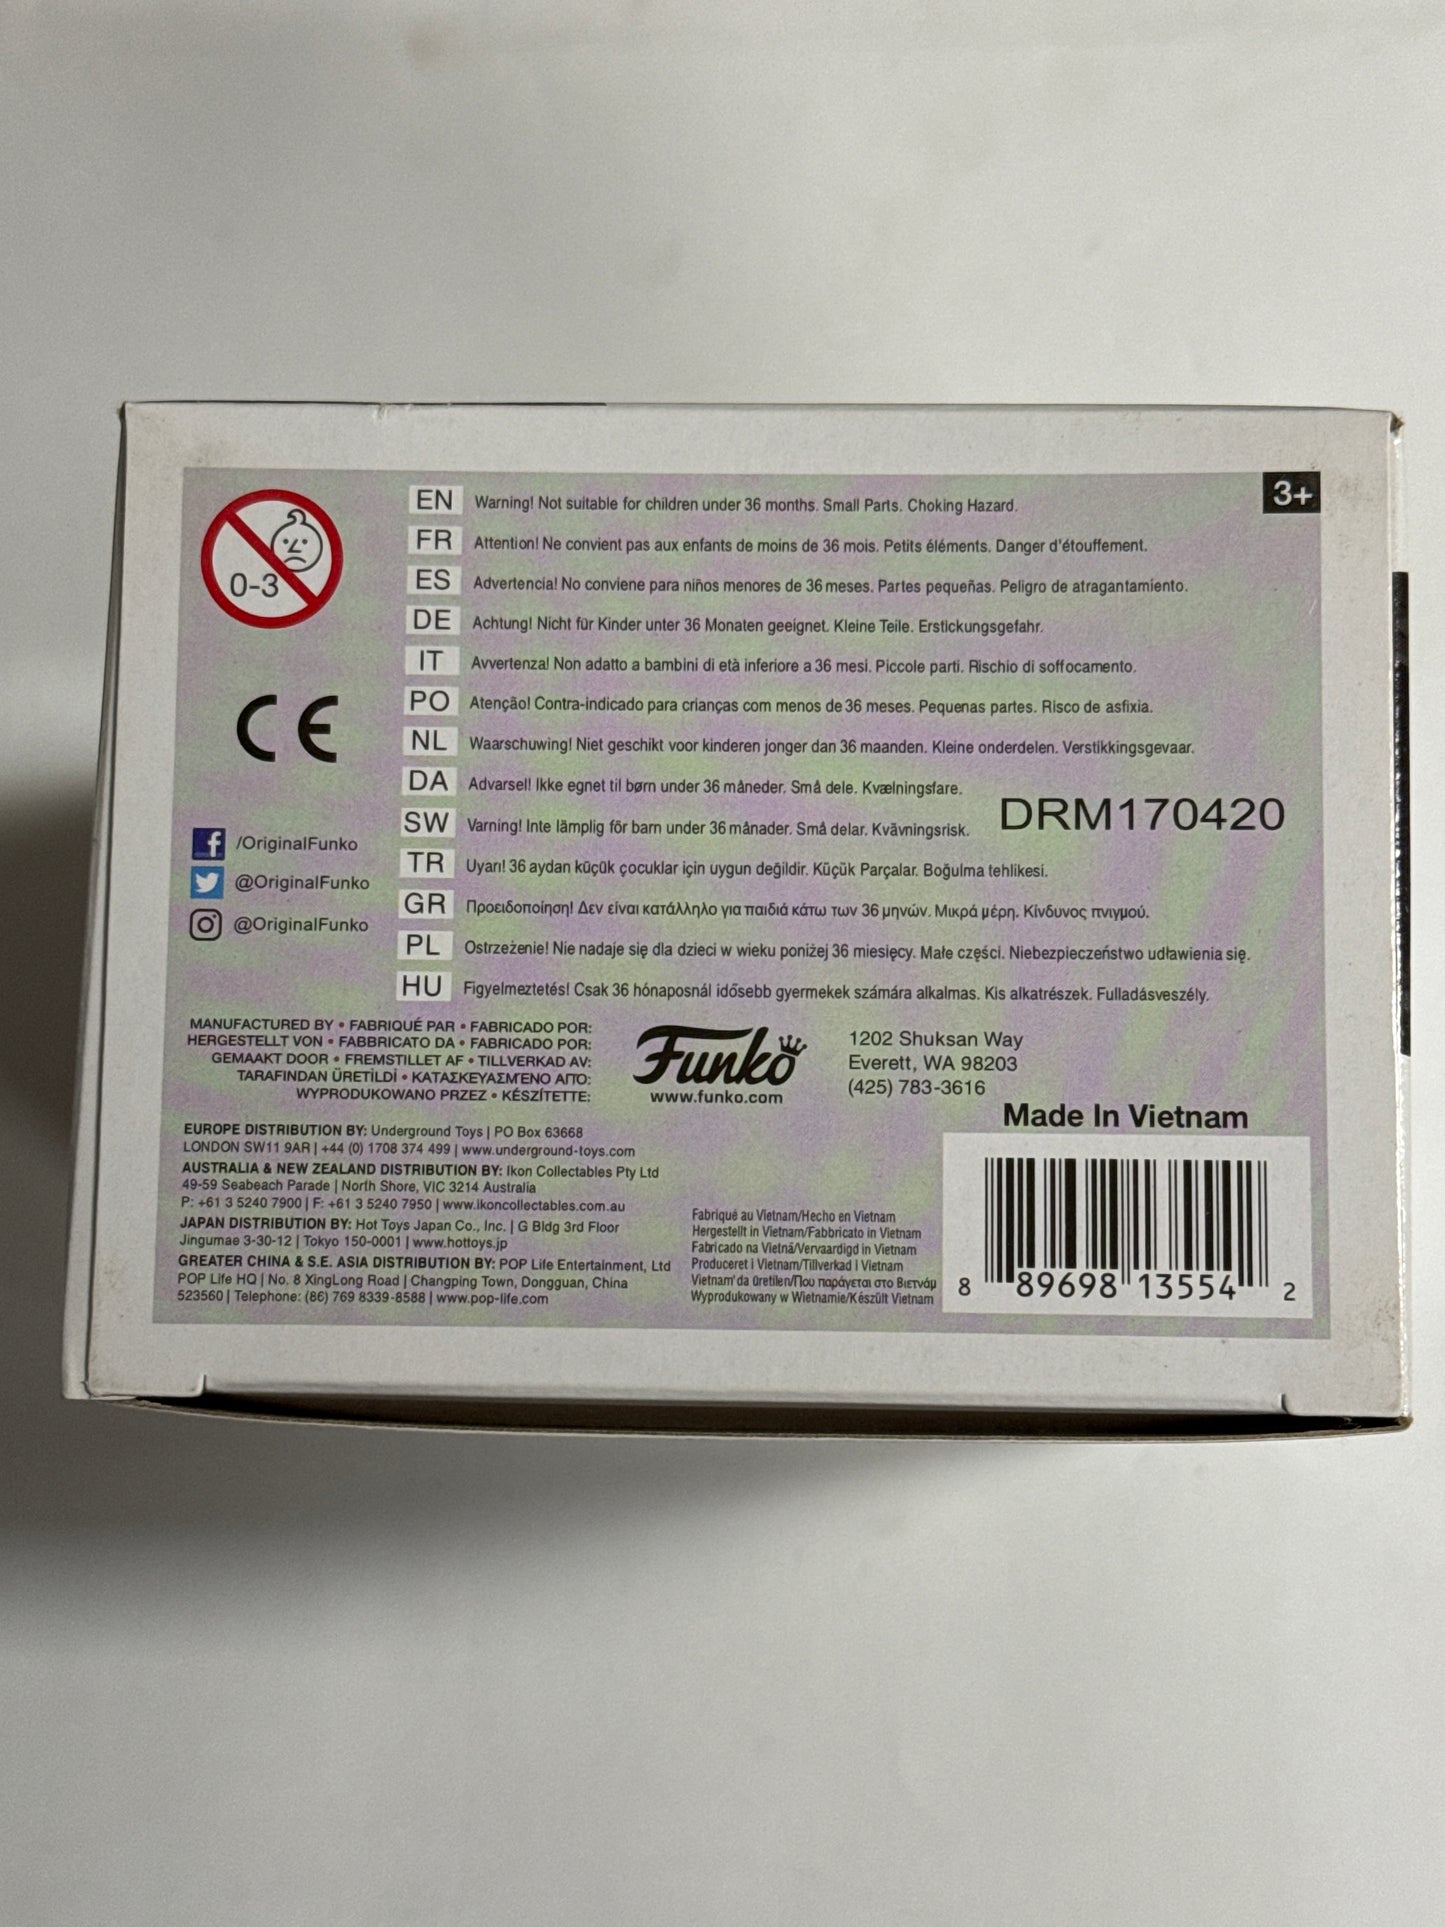 3+
0-3
EN Warning! Not suitable for children under 36 months. Small Parts. Choking Hazard.
FR Attention! Ne convient pas aux enfants de moins de 36 mois. Petits éléments. Danger d'étouffement.
ES Advertencia! No conviene para niños menores de 36 meses. Partes pequeñas. Peligro de atragantamiento.
DE Achtung! Nicht für Kinder unter 36 Monaten geeignet. Kleine Teile. Erstickungsgefahr.
IT Avvertenza! Non adatto a bambini di età inferiore a 36 mesi. Piccole parti. Rischio di soffocamento.
PO Atenção! Contra-indicado para crianças com menos de 36 meses. Pequenas partes. Risco de asfixia.
NL Waarschuwing! Niet geschikt voor kinderen jonger dan 36 maanden. Kleine onderdelen. Verstikkingsgevaar.
DA Advarsel! Ikke egnet til børn under 36 måneder. Små dele. Kvælningsfare.
SW Varning! Inte lämplig för barn under 36 månader. Små delar. Kvävningsrisk.
TR Uyarı! 36 aydan küçük çocuklar için uygun değildir. Küçük Parçalar. Boğulma tehlikesi.
GR Προειδοποίηση! Δεν είναι κατάλληλο για παιδιά κάτω των 36 μηνών. Μικρά μέρη. Κίνδυνος πνιγμού.
PL Ostrzeżenie! Nie nadaje się dla dzieci w wieku poniżej 36 miesięcy. Małe części. Niebezpieczeństwo udławienia się.
HU Figyelmeztetés! Csak 36 hónaposnál idősebb gyermekek számára alkalmas. Kis alkatrészek. Fulladásveszély.
DRM170420
CE
/OriginalFunko
@OriginalFunko
@OriginalFunko
MANUFACTURED BY • FABRIQUÉ PAR • FABRICADO POR:
HERGESTELLT VON • FABBRICATO DA • FABRICADO POR:
GEMAAKT DOOR • FREMSTILLET AF • TILLVERKAD AV:
TARAFINDAN ÜRETİLDİ • ΚΑΤΑΣΚΕΥΑΣΜΈΝΟ ΑΠΟ:
WYPRODUKOWANO PRZEZ • KÉSZÍTETTE:
Funko
www.funko.com
1202 Shuksan Way
Everett, WA 98203
(425) 783-3616
Made In Vietnam
EUROPE DISTRIBUTION BY: Underground Toys | PO Box 63668
LONDON SW11 9AR | +44 (0) 1708 374 499 | www.underground-toys.com
AUSTRALIA & NEW ZEALAND DISTRIBUTION BY: Ikon Collectables Pty Ltd
49-59 Seabeach Parade | North Shore, VIC 3214 Australia
P: +61 3 5240 7900 | F: +61 3 5240 7950 | www.ikoncollectables.com.au
JAPAN DISTRIBUTION BY: Hot Toys Japan Co., Inc. | G Bldg 3rd Floor
Jingumae 3-30-12 | Tokyo 150-0001 | www.hottoys.jp
GREATER CHINA & S.E. ASIA DISTRIBUTION BY: POP Life Entertainment, Ltd
POP Life HQ | No. 8 XingLong Road | Changping Town, Dongguan, China
523560 | Telephone: (86) 769 8339-8588 | www.pop-life.com
Fabriqué au Vietnam/Hecho en Vietnam
Hergestellt in Vietnam/Fabbricato in Vietnam
Fabricado na Vietnã/Vervaardigd in Vietnam
Produceret i Vietnam/Tillverkad i Vietnam
Vietnam'da üretilen/Που παράγεται στο Βιετνάμ
Wyprodukowany w Wietnamie/Készült Vietnam
8 89698 13554 2